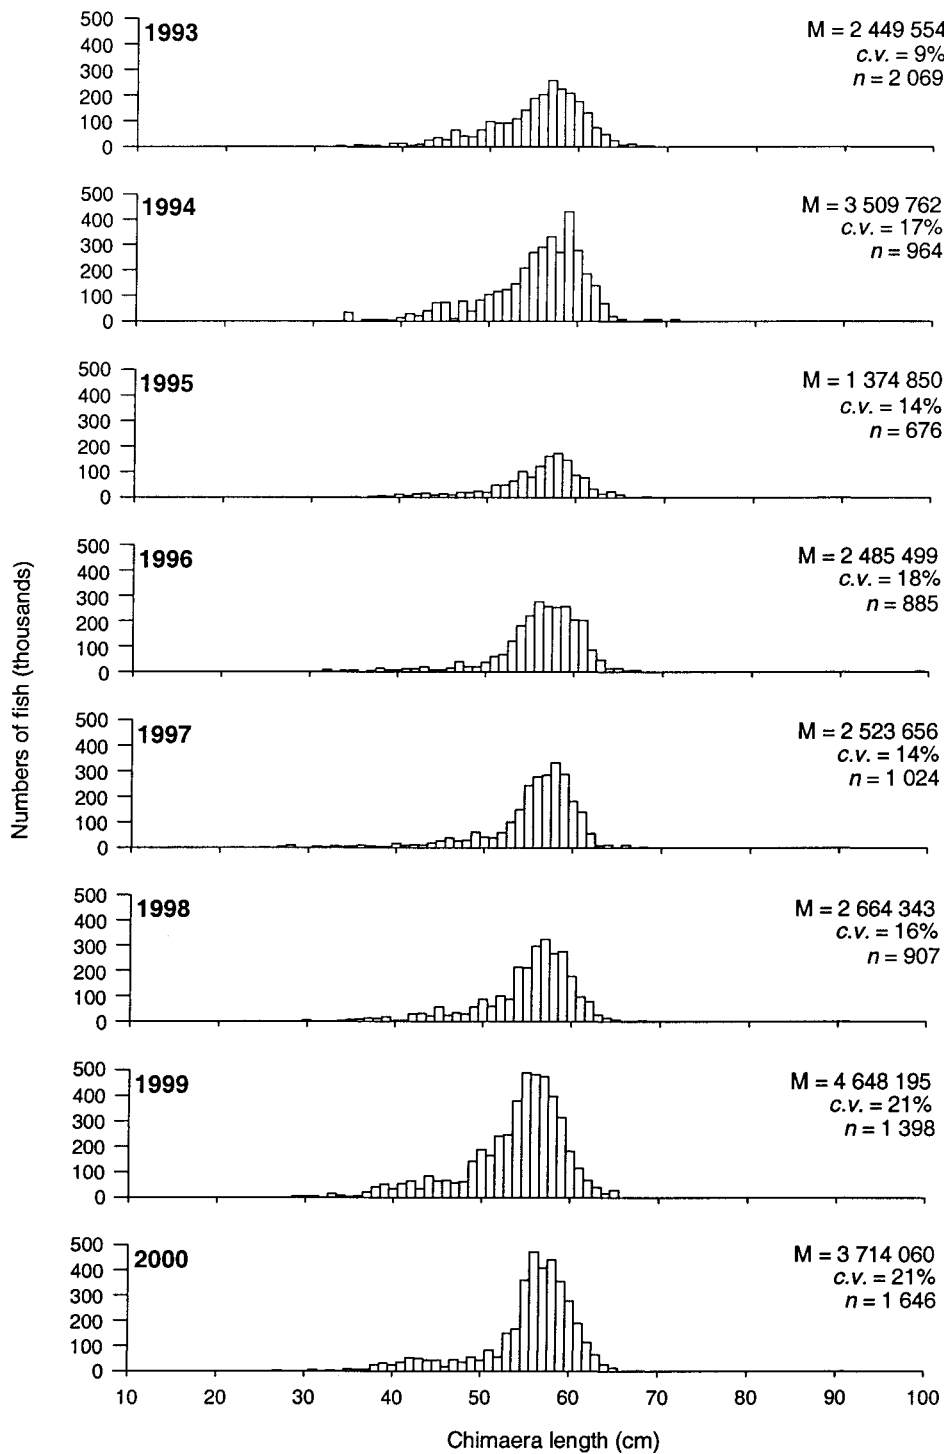 500
400
300
200
100
0
1993
M = 2 449 554
c.v. = 9%
n = 2 069
500
400
300
200
100
0
1994
M = 3 509 762
c.v. = 17%
n = 964
500
400
300
200
100
0
1995
M = 1 374 850
c.v. = 14%
n = 676
500
400
300
200
100
0
1996
M = 2 485 499
c.v. = 18%
n = 885
Numbers of fish (thousands)
500
400
300
200
100
0
1997
M = 2 523 656
c.v. = 14%
n = 1 024
500
400
300
200
100
0
1998
M = 2 664 343
c.v. = 16%
n = 907
500
400
300
200
100
0
1999
M = 4 648 195
c.v. = 21%
n = 1 398
500
400
300
200
100
0
2000
M = 3 714 060
c.v. = 21%
n = 1 646
10 20 30 40 50 60 70 80 90 100
Chimaera length (cm)